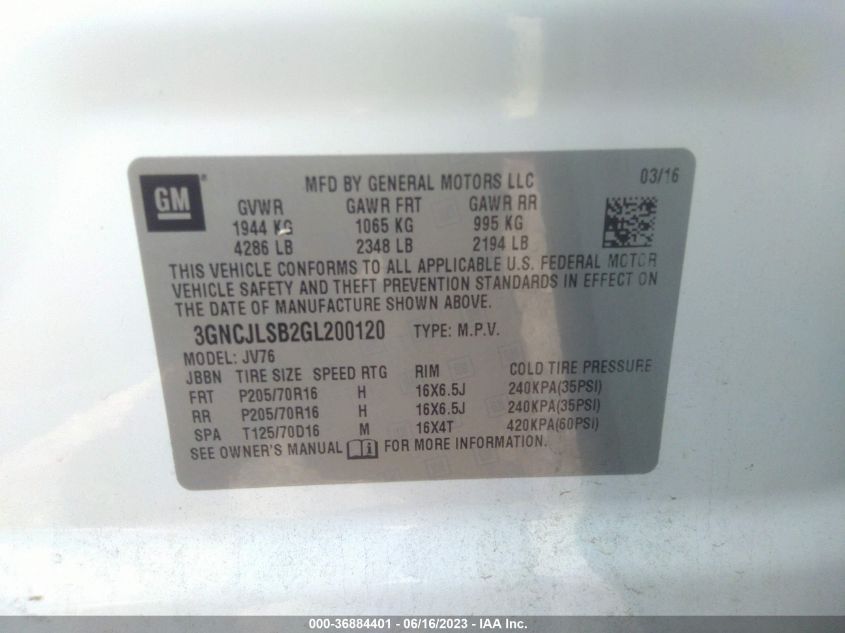 GM®
MFD BY GENERAL MOTORS LLC 03/16
GVWR GAWR FRT GAWR RR
1944 KG 1065 KG 995 KG
4286 LB 2348 LB 2194 LB
THIS VEHICLE CONFORMS TO ALL APPLICABLE U.S. FEDERAL MOTOR
VEHICLE SAFETY AND THEFT PREVENTION STANDARDS IN EFFECT ON
THE DATE OF MANUFACTURE SHOWN ABOVE.
3GNCJLSB2GL200120 TYPE: M.P.V.
MODEL: JV76
JBBN TIRE SIZE SPEED RTG RIM COLD TIRE PRESSURE
FRT P205/70R16 H 16X6.5J 240KPA(35PSI)
RR P205/70R16 H 16X6.5J 240KPA(35PSI)
SPA T125/70D16 M 16X4T 420KPA(60PSI)
SEE OWNER'S MANUAL FOR MORE INFORMATION.
000-36884401 - 06/16/2023 - IAA Inc.